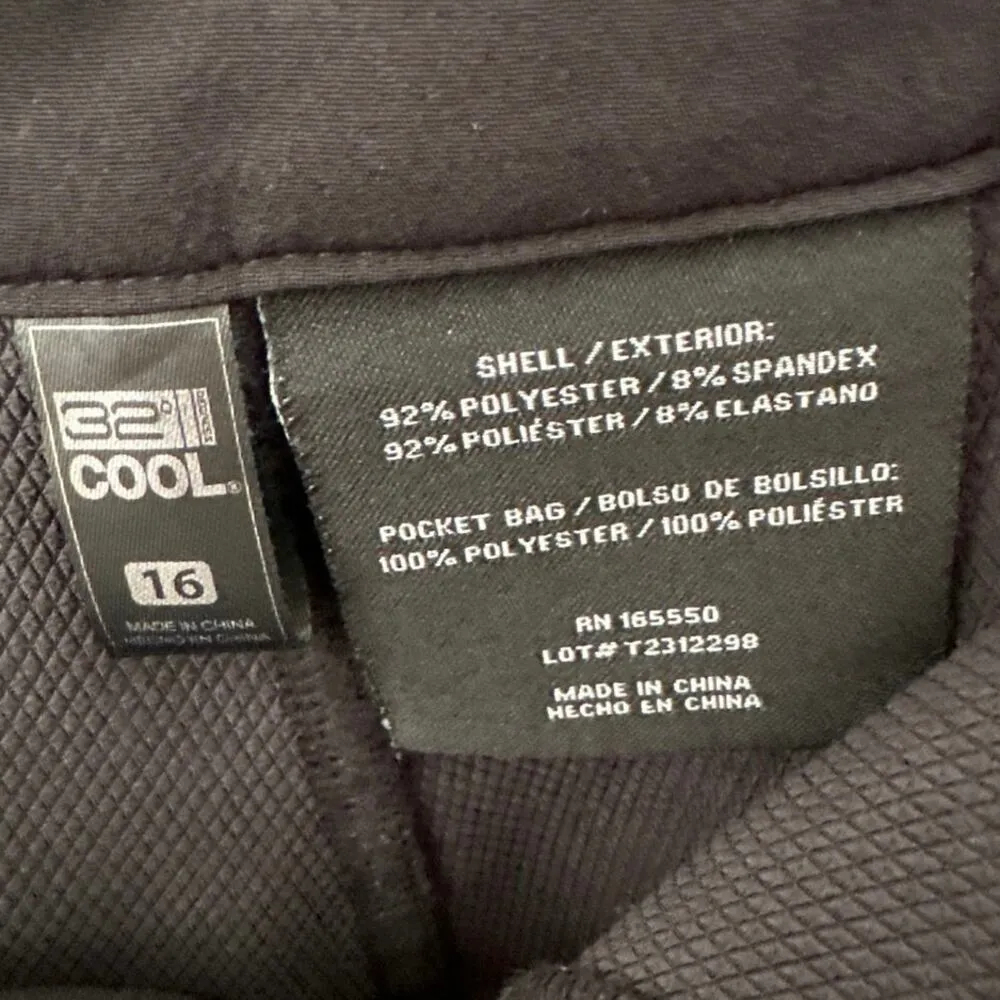 32°
COOL®
16
MADE IN CHINA
HECHO EN CHINA
SHELL / EXTERIOR:
92% POLYESTER / 8% SPANDEX
92% POLIÉSTER / 8% ELASTANO
POCKET BAG / BOLSO DE BOLSILLO:
100% POLYESTER / 100% POLIÉSTER
RN 165550
LOT# T2312298
MADE IN CHINA
HECHO EN CHINA